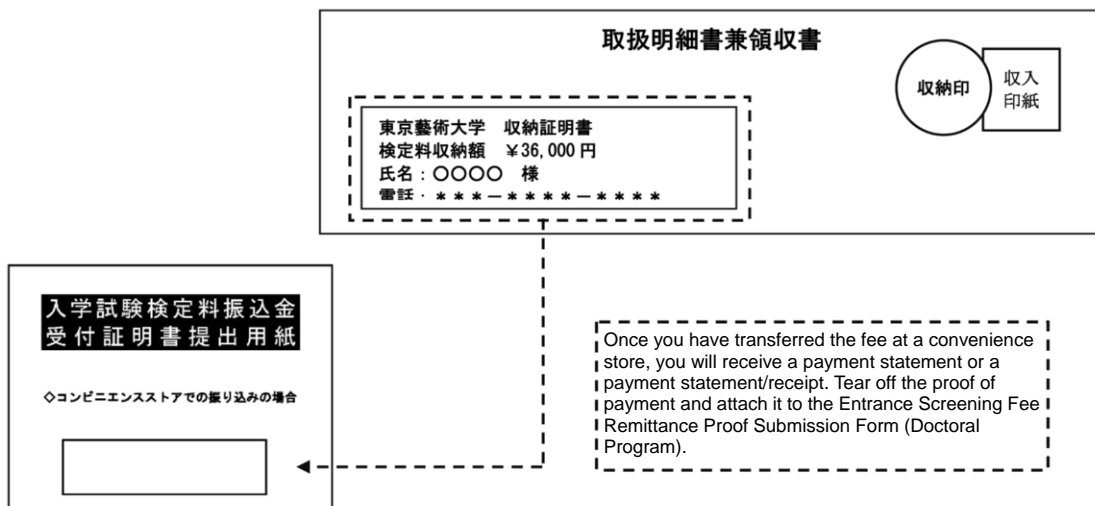 取扱明細書兼領収書
収納印
収入
印紙
東京藝術大学 収納証明書
検定料収納額 ￥36,000円
氏名：〇〇〇〇 様
電話：＊＊＊－＊＊＊＊－＊＊＊＊
入学試験検定料振込金
受付証明書提出用紙
◇コンビニエンスストアでの振り込みの場合
Once you have transferred the fee at a convenience
store, you will receive a payment statement or a
payment statement/receipt. Tear off the proof of
payment and attach it to the Entrance Screening Fee
Remittance Proof Submission Form (Doctoral
Program).